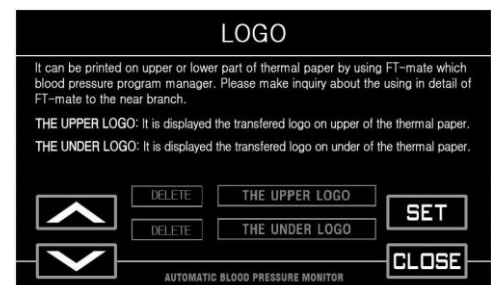 LOGO
It can be printed on upper or lower part of thermal paper by using FT-mate which
blood pressure program manager. Please make inquiry about the using in detail of
FT-mate to the near branch.
THE UPPER LOGO: It is displayed the transfered logo on upper of the thermal paper.
THE UNDER LOGO: It is displayed the transfered logo on under of the thermal paper.
DELETE THE UPPER LOGO
SET
DELETE THE UNDER LOGO
CLOSE
AUTOMATIC BLOOD PRESSURE MONITOR